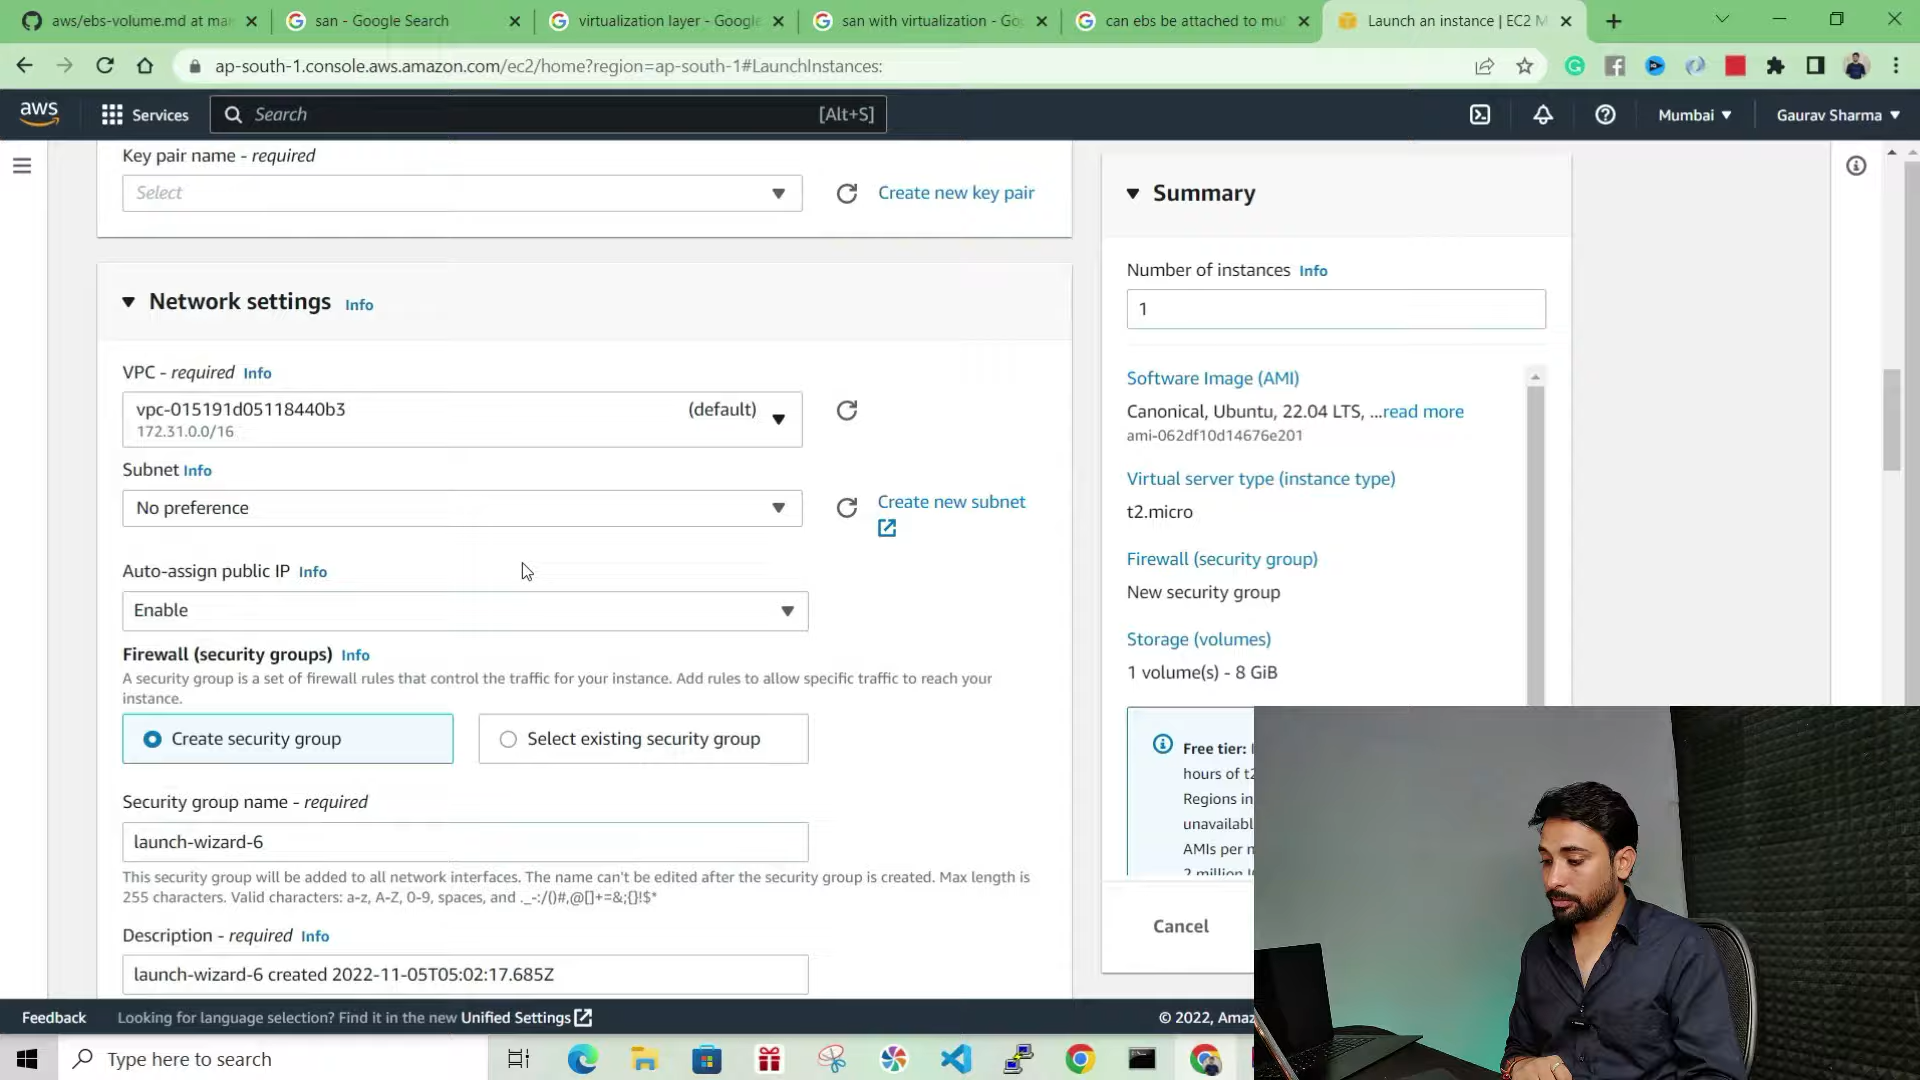 aws/ebs-volume.md at ma
san - Google Search
virtualization layer - Google
san with virtualization - Go
can ebs be attached to mu
Launch an instance | EC2 M
ap-south-1.console.aws.amazon.com/ec2/home?region=ap-south-1#LaunchInstances:
aws
Services
Search
[Alt+S]
Mumbai
Gaurav Sharma
Key pair name - required
Select
Create new key pair
Network settings Info
VPC - required Info
vpc-015191d05118440b3 (default)
172.31.0.0/16
Subnet Info
No preference
Create new subnet
Auto-assign public IP Info
Enable
Firewall (security groups) Info
A security group is a set of firewall rules that control the traffic for your instance. Add rules to allow specific traffic to reach your
instance.
Create security group
Select existing security group
Security group name - required
launch-wizard-6
This security group will be added to all network interfaces. The name can't be edited after the security group is created. Max length is
255 characters. Valid characters: a-z, A-Z, 0-9, spaces, and ._-:/()#,@[]+=&;{}!$*
Description - required Info
launch-wizard-6 created 2022-11-05T05:02:17.685Z
Summary
Number of instances Info
1
Software Image (AMI)
Canonical, Ubuntu, 22.04 LTS, ...read more
ami-062df10d14676e201
Virtual server type (instance type)
t2.micro
Firewall (security group)
New security group
Storage (volumes)
1 volume(s) - 8 GiB
Free tier:
hours of t2
Regions in
unavailabl
AMIs per m
2 million
Cancel
Feedback
Looking for language selection? Find it in the new Unified Settings
© 2022, Amaz
Type here to search